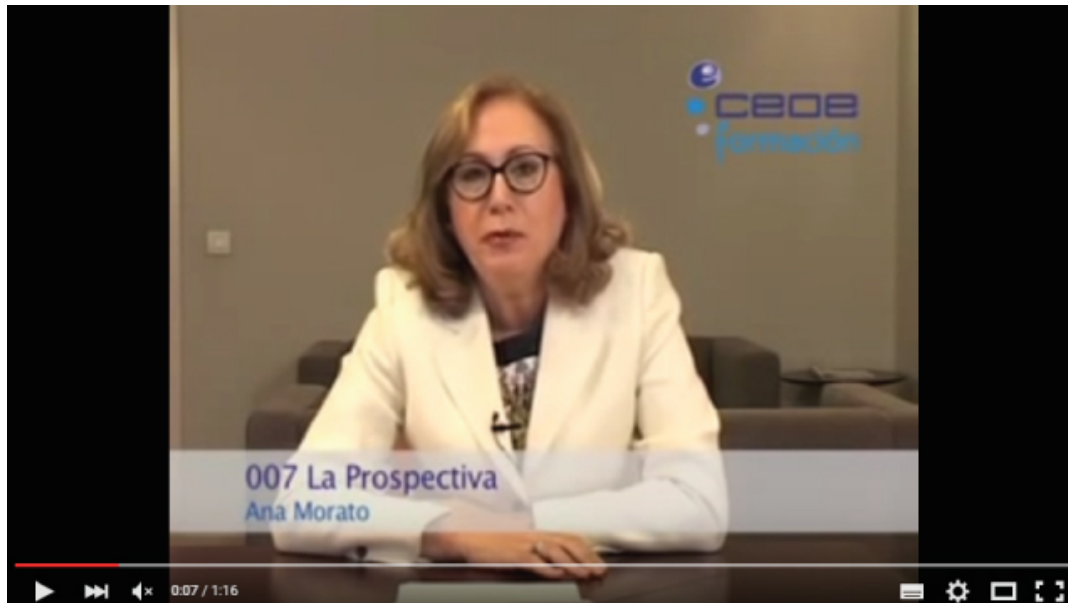 ceoe
formación
007 La Prospectiva
Ana Morato
0:07 / 1:16